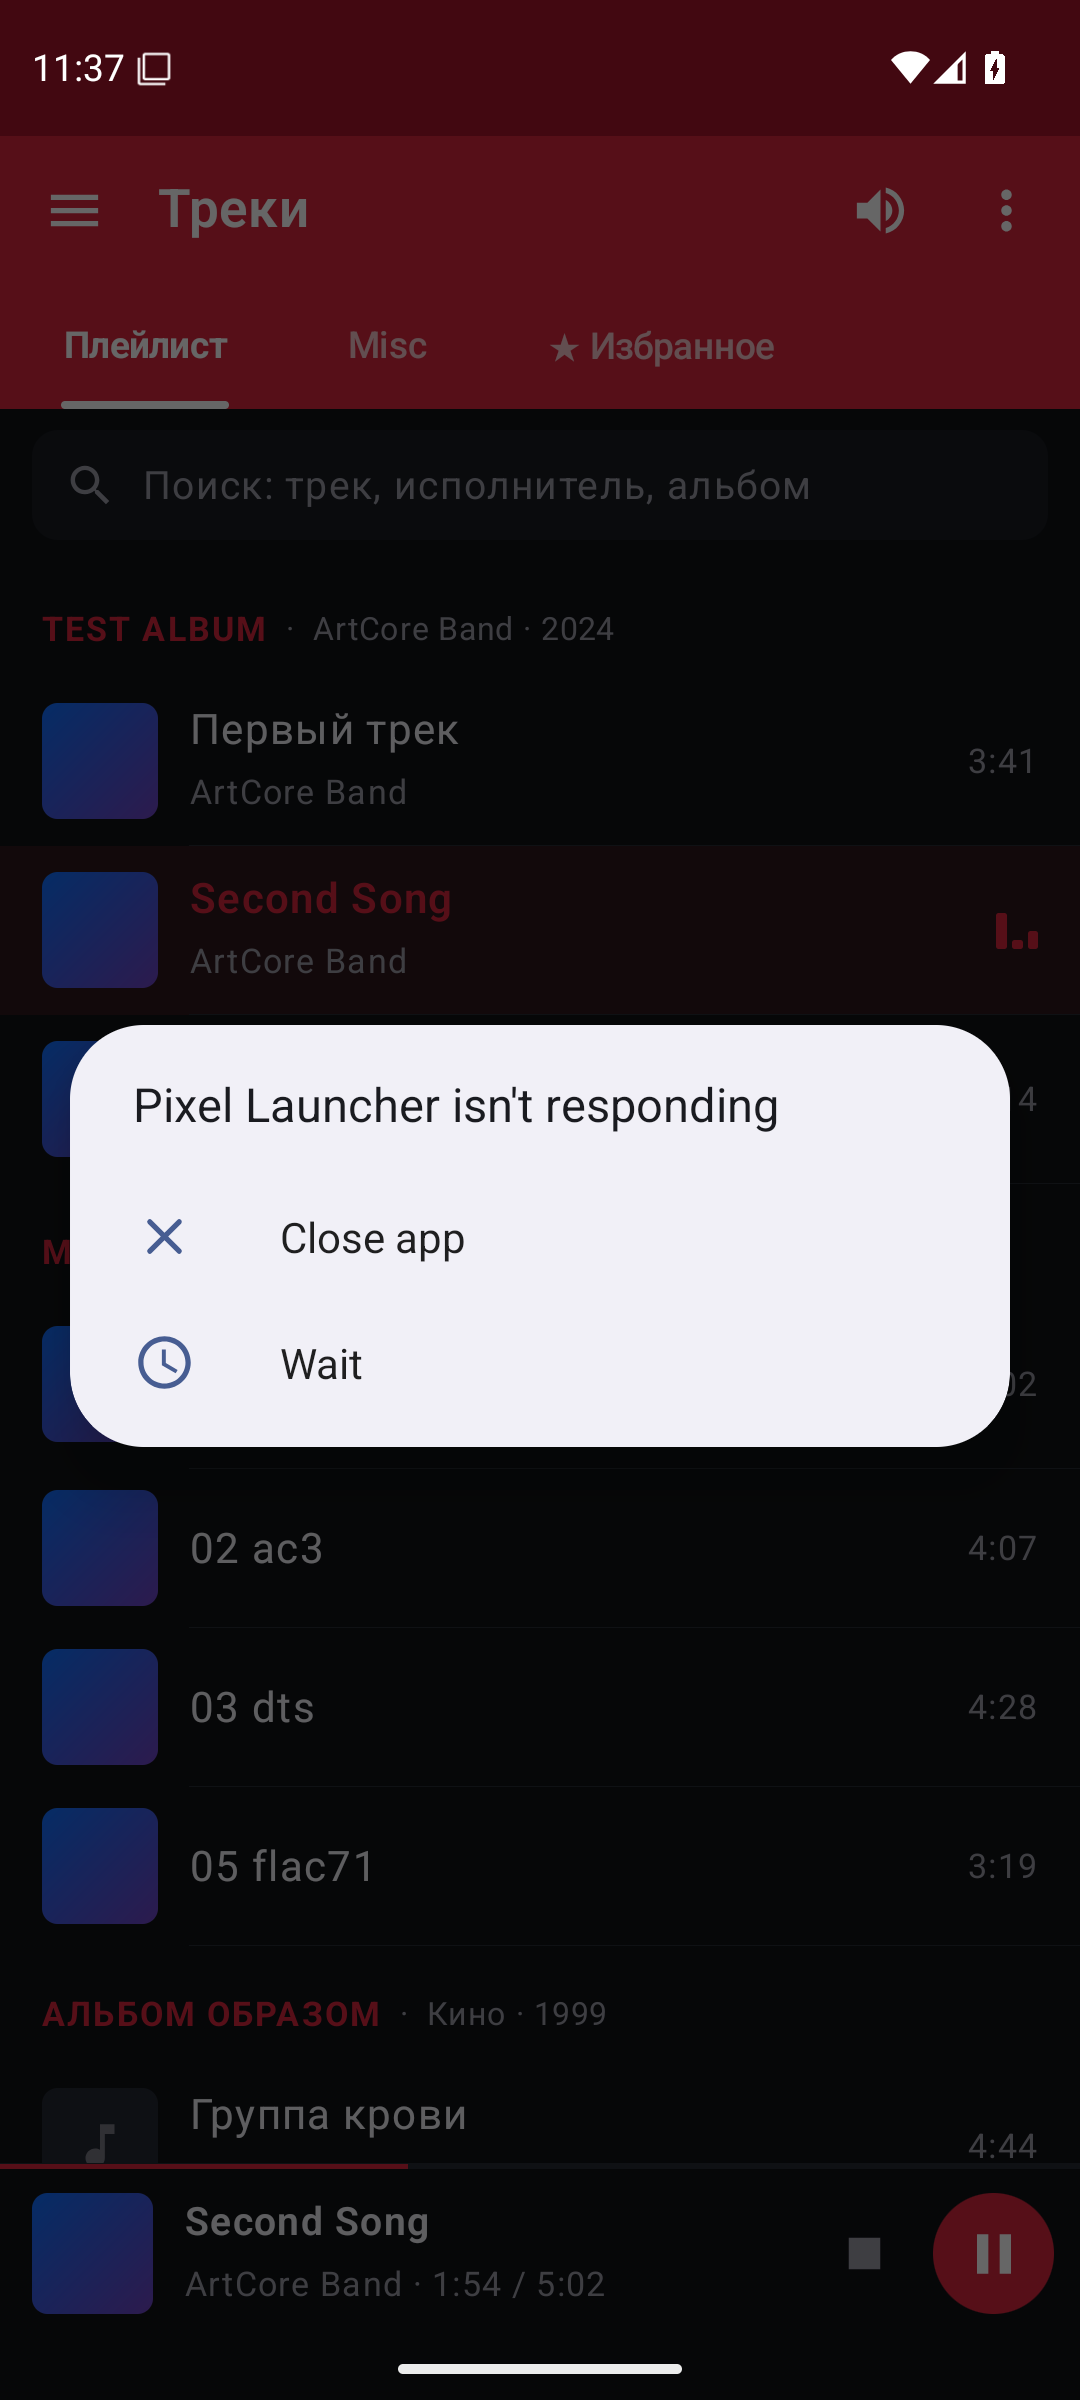 11:37
Треки
Плейлист
Misc
★ Избранное
Поиск: трек, исполнитель, альбом
TEST ALBUM · ArtCore Band · 2024
Первый трек
3:41
ArtCore Band
Second Song
ArtCore Band
Pixel Launcher isn't responding
Close app
Wait
02 ac3
4:07
03 dts
4:28
05 flac71
3:19
АЛЬБОМ ОБРАЗОМ · Кино · 1999
Группа крови
4:44
Second Song
ArtCore Band · 1:54 / 5:02